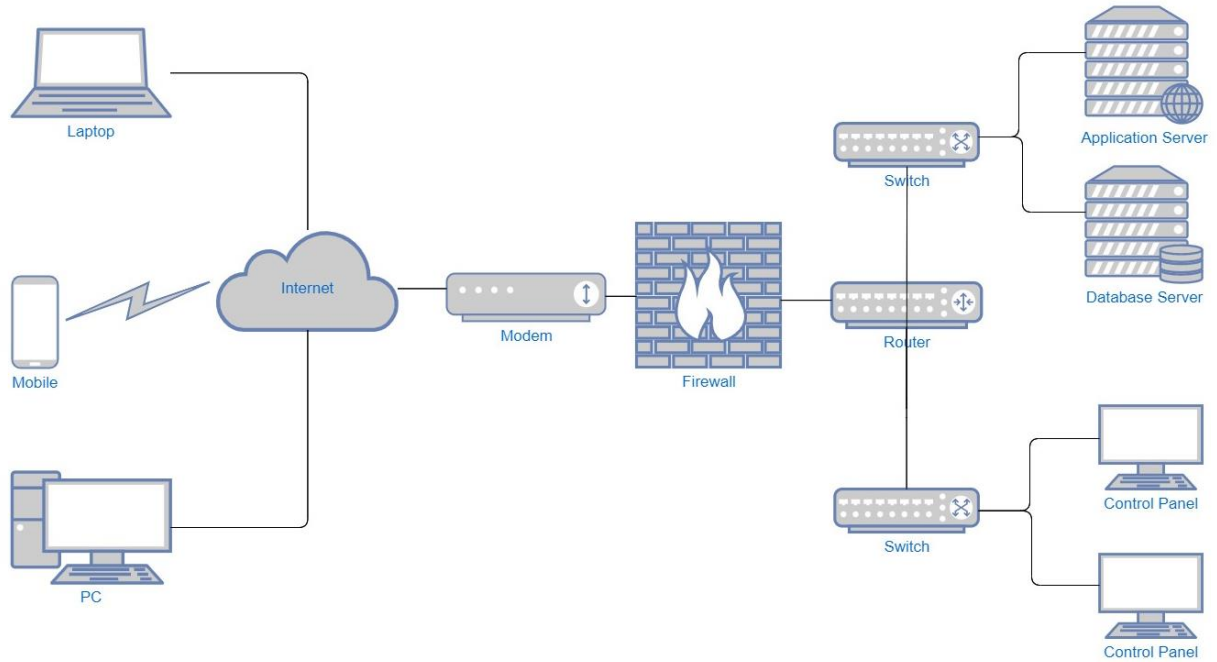 Laptop
Application Server
Switch
Internet
Database Server
Modem
Router
Mobile
Firewall
Control Panel
Switch
PC
Control Panel